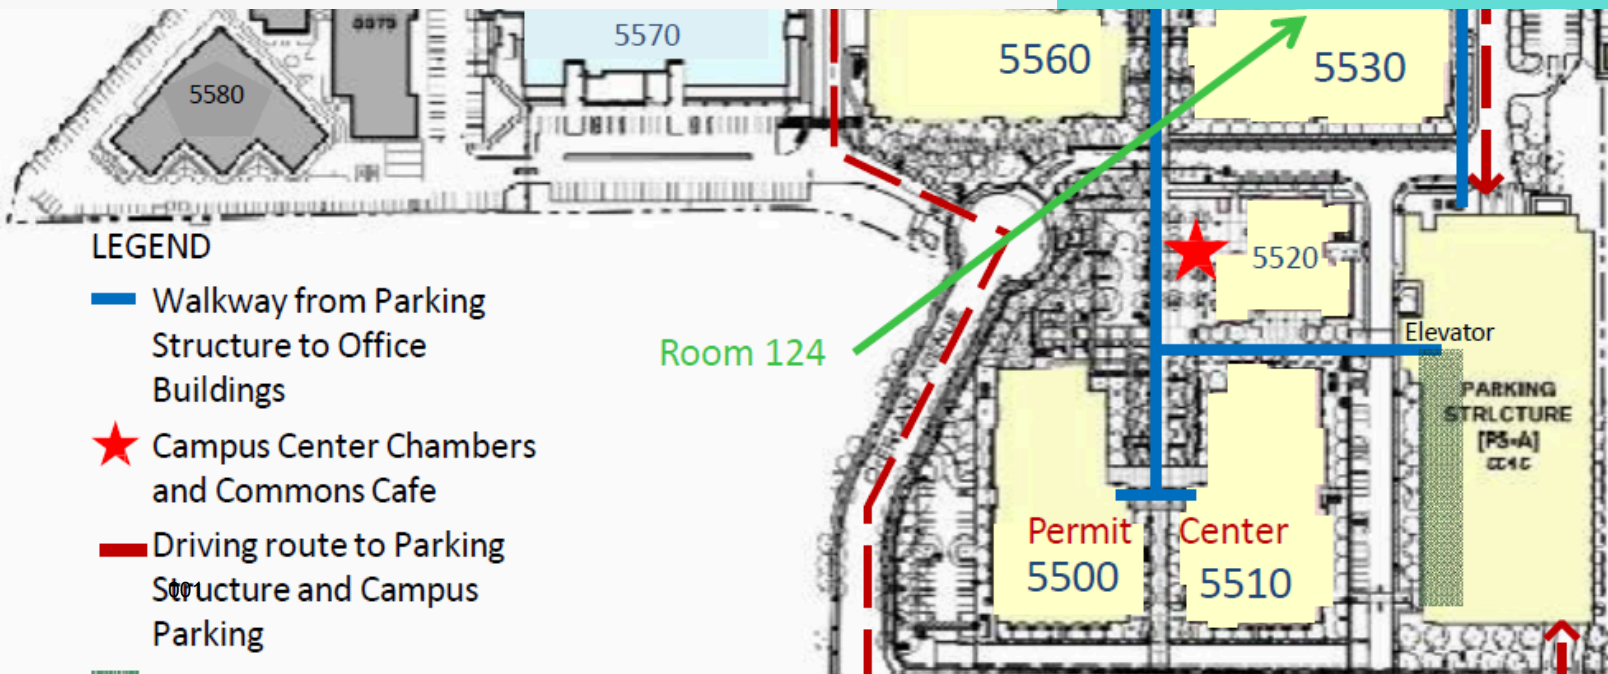 5570
5560
5530
5580
5520
LEGEND
Walkway from Parking
Structure to Office
Buildings
Room 124
Elevator
PARKING
STRLCTURE
[PS-A]
Campus Center Chambers
and Commons Cafe
Permit Center
5500
5510
Driving route to Parking
Structure and Campus
Parking